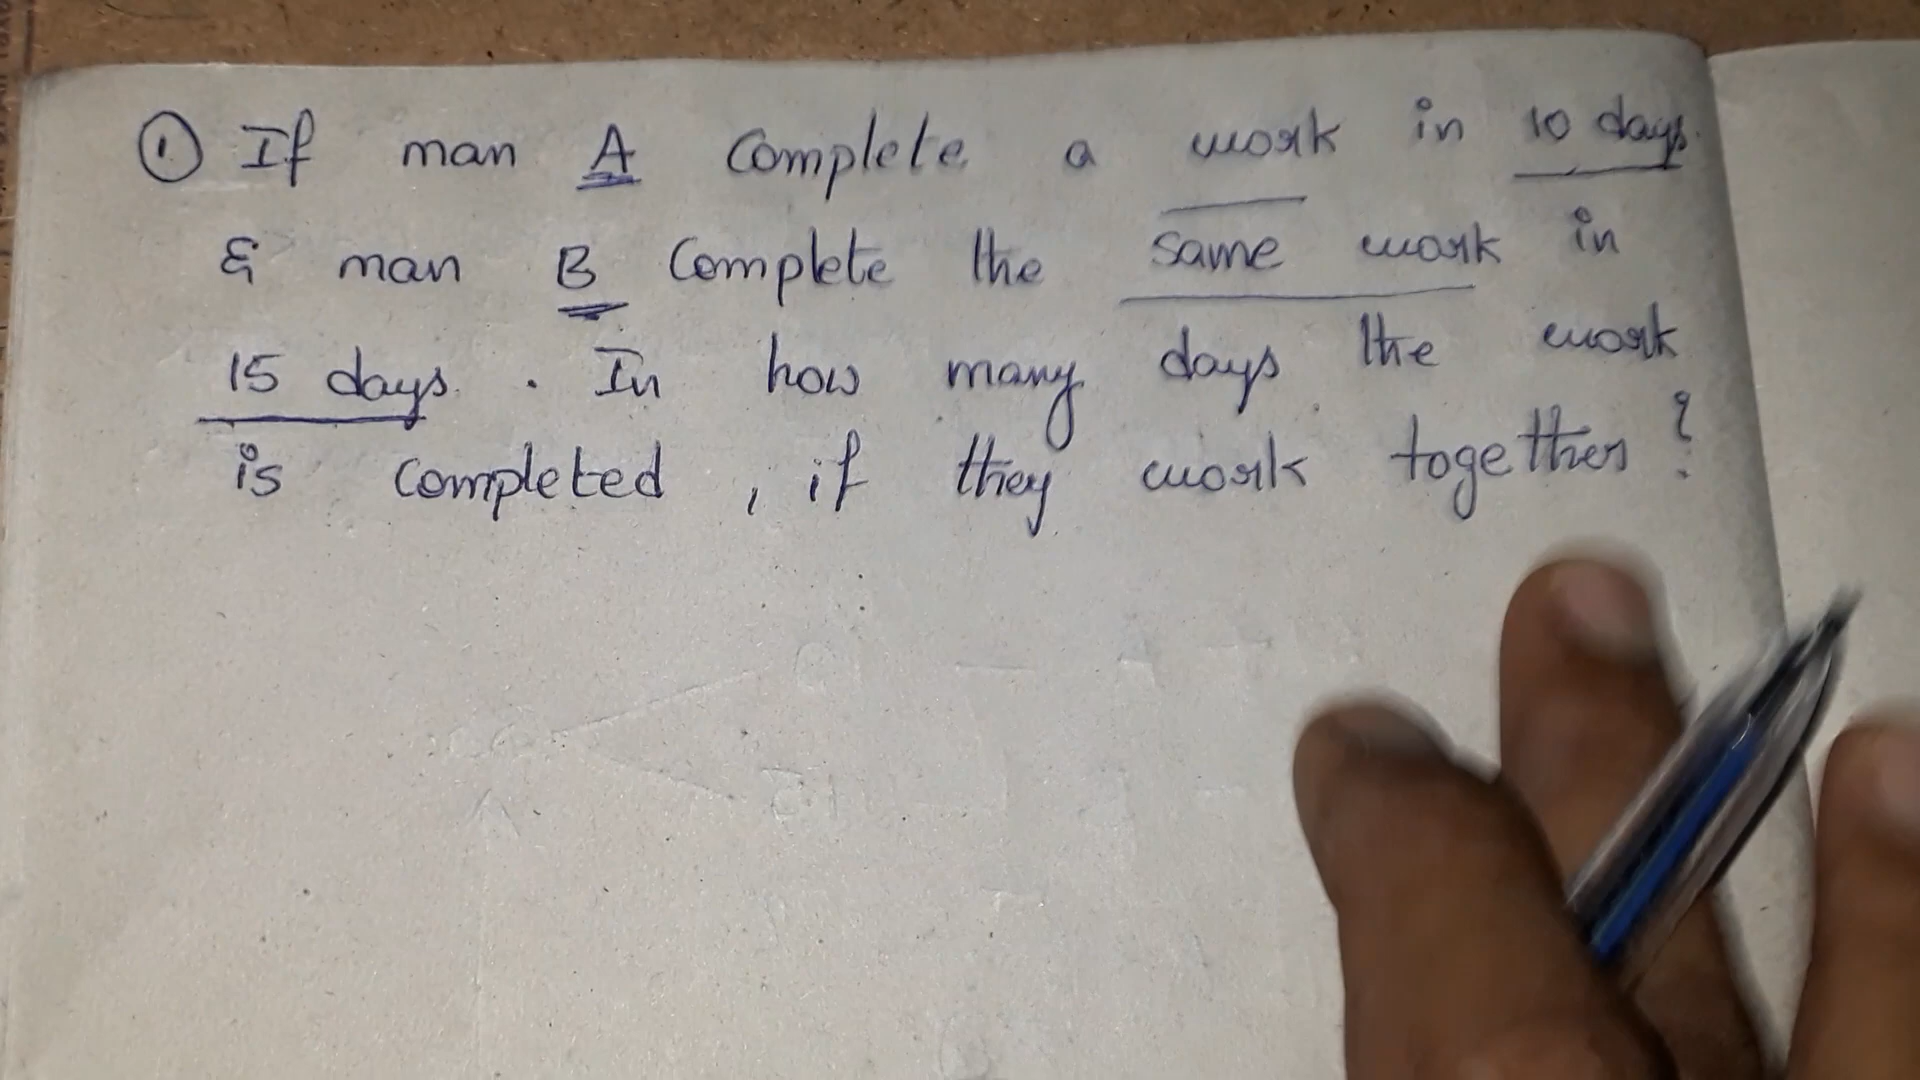 ① If man A Complete a work in 10 days.
& man B Complete the same work in
15 days. In how many days the work
is completed, if they work together?